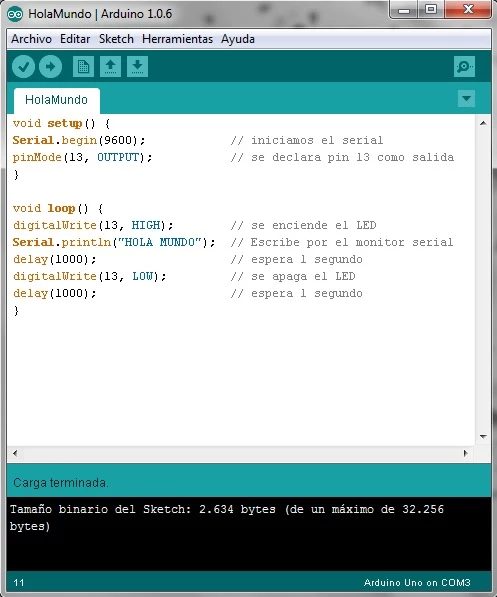 HolaMundo | Arduino 1.0.6
Archivo Editar Sketch Herramientas Ayuda
HolaMundo
void setup() {
Serial.begin(9600);             // iniciamos el serial
pinMode(13, OUTPUT);            // se declara pin 13 como salida
}
void loop() {
digitalWrite(13, HIGH);         // se enciende el LED
Serial.println("HOLA MUNDO");   // Escribe por el monitor serial
delay(1000);                    // espera 1 segundo
digitalWrite(13, LOW);          // se apaga el LED
delay(1000);                    // espera 1 segundo
}
Carga terminada.
Tamaño binario del Sketch: 2.634 bytes (de un máximo de 32.256
bytes)
11 Arduino Uno on COM3